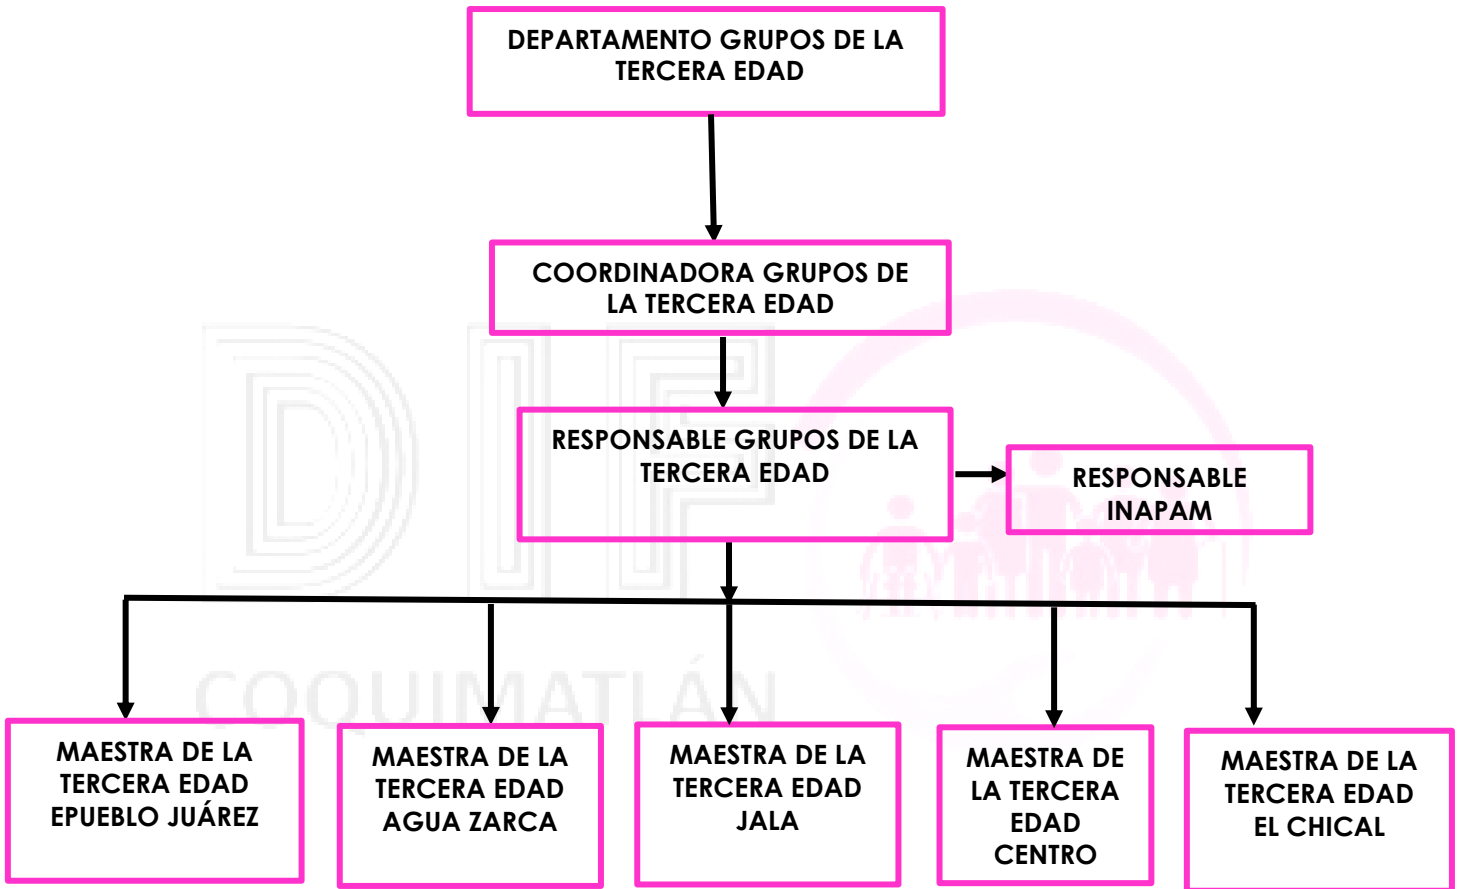 DEPARTAMENTO GRUPOS DE LA
TERCERA EDAD
COORDINADORA GRUPOS DE
LA TERCERA EDAD
RESPONSABLE GRUPOS DE LA
TERCERA EDAD
RESPONSABLE
INAPAM
DIF
COQUIMATLÁN
MAESTRA DE LA
TERCERA EDAD
EPUEBLO JUÁREZ
MAESTRA DE LA
TERCERA EDAD
AGUA ZARCA
MAESTRA DE LA
TERCERA EDAD
JALA
MAESTRA DE
LA TERCERA
EDAD
CENTRO
MAESTRA DE LA
TERCERA EDAD
EL CHICAL